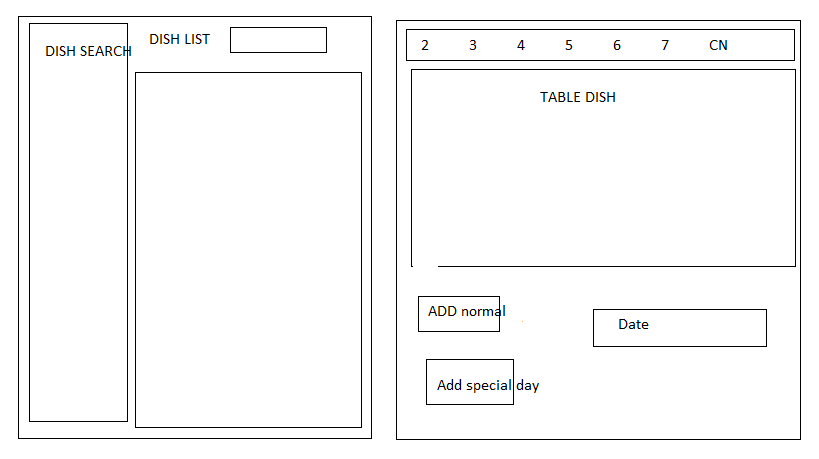 DISH SEARCH
DISH LIST
2 3 4 5 6 7 CN
TABLE DISH
ADD normal
Date
Add special day